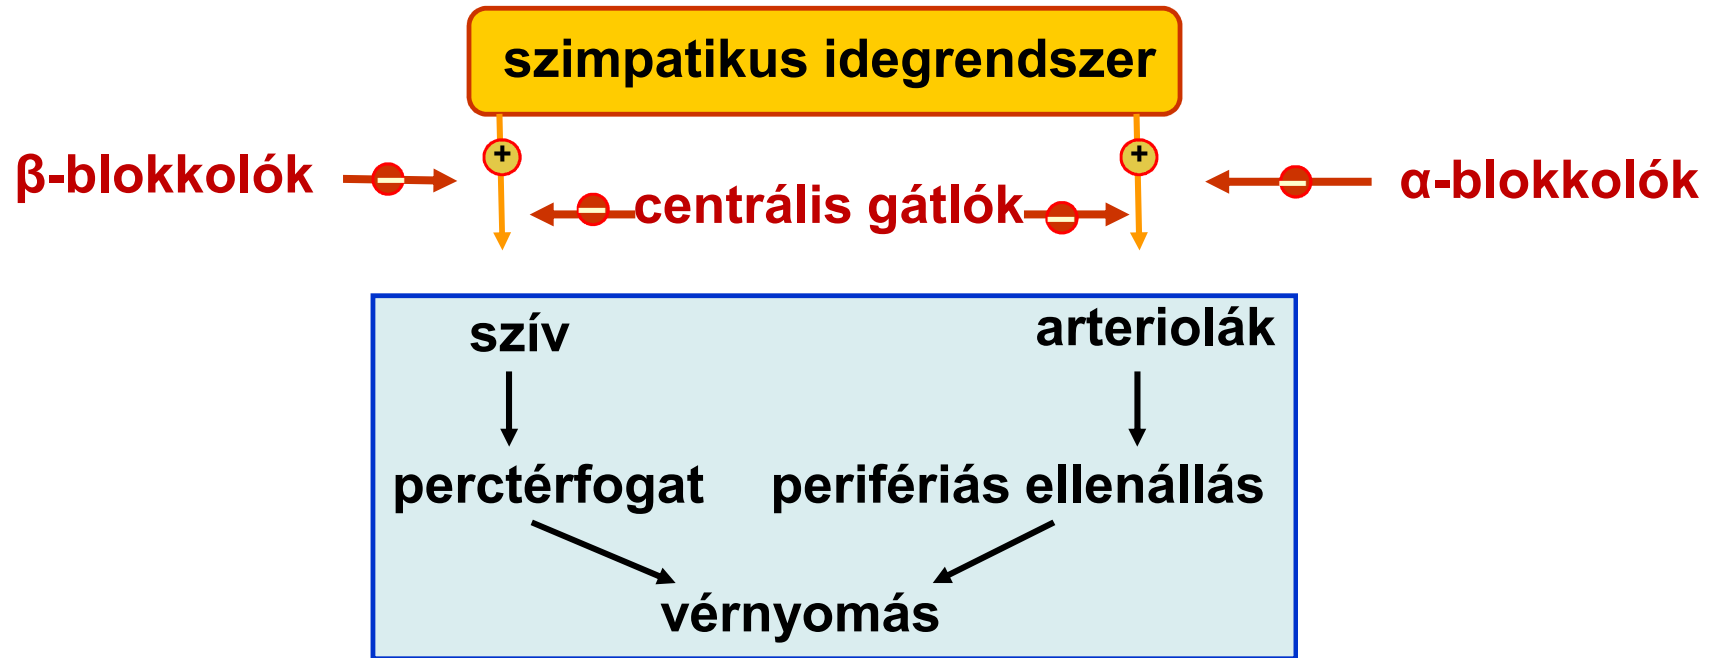 szimpatikus idegrendszer
+ +
β-blokkolók
α-blokkolók
centrális gátlók
szív
arteriolák
perctérfogat
perifériás ellenállás
vérnyomás